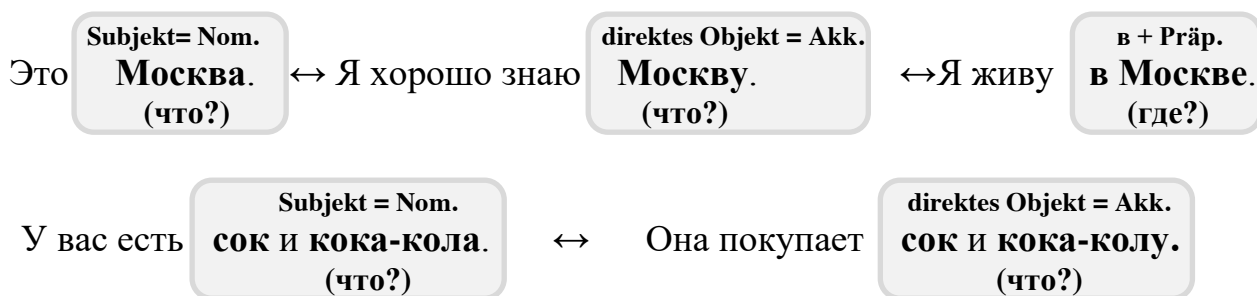 Subjekt= Nom. direktes Objekt = Akk. в + Präp.
Это Москва. ↔ Я хорошо знаю Москву. ↔Я живу в Москве.
(что?) (что?) (где?)
Subjekt = Nom. direktes Objekt = Akk.
У вас есть сок и кока-кола. ↔ Она покупает сок и кока-колу.
(что?) (что?)